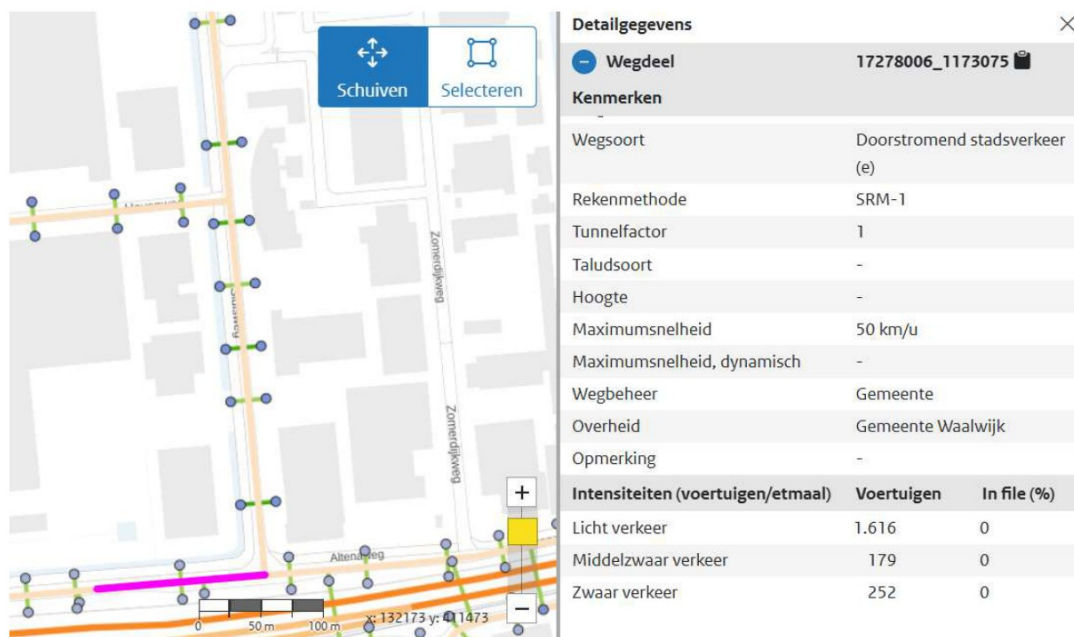 Schuiven
Selecteren
Zomerdijkweg
Zomerdijkweg
Altenaweg
0 50 m 100 m
x: 132173 y: 411473
+
−
Detailgegevens
Wegdeel 17278006_1173075
Kenmerken
Wegsoort Doorstromend stadsverkeer
(e)
Rekenmethode SRM-1
Tunnelfactor 1
Taludsoort -
Hoogte -
Maximumsnelheid 50 km/u
Maximumsnelheid, dynamisch -
Wegbeheer Gemeente
Overheid Gemeente Waalwijk
Opmerking -
Intensiteiten (voertuigen/etmaal) Voertuigen In file (%)
Licht verkeer 1.616 0
Middelzwaar verkeer 179 0
Zwaar verkeer 252 0